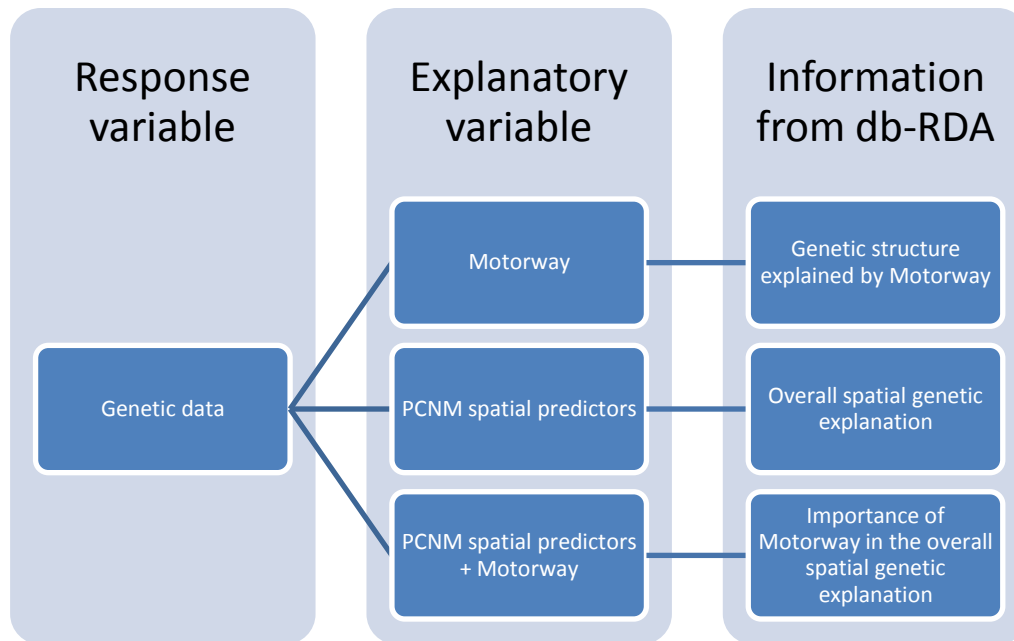 Response
variable
Explanatory
variable
Information
from db-RDA
Genetic data
Motorway
PCNM spatial predictors
PCNM spatial predictors
+ Motorway
Genetic structure
explained by Motorway
Overall spatial genetic
explanation
Importance of
Motorway in the overall
spatial genetic
explanation